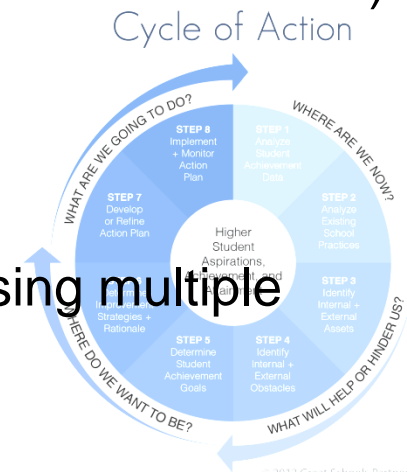 Cycle of Action
WHERE ARE WE NOW?
STEP 1
Analyze
Student
Achievement
Data
STEP 2
Analyze
Existing
School
Practices
WHAT WILL HELP OR HINDER US?
STEP 3
Identify
Internal +
External
Assets
STEP 4
Identify
Internal +
External
Obstacles
WHERE DO WE WANT TO BE?
STEP 5
Determine
Student
Achievement
Goals
Strategies +
Rationale
WHAT ARE WE GOING TO DO?
STEP 7
Develop
or Refine
Action Plan
STEP 8
Implement
+ Monitor
Action
Plan
Higher
Student
Aspirations,
Achievement, and
sing multiple